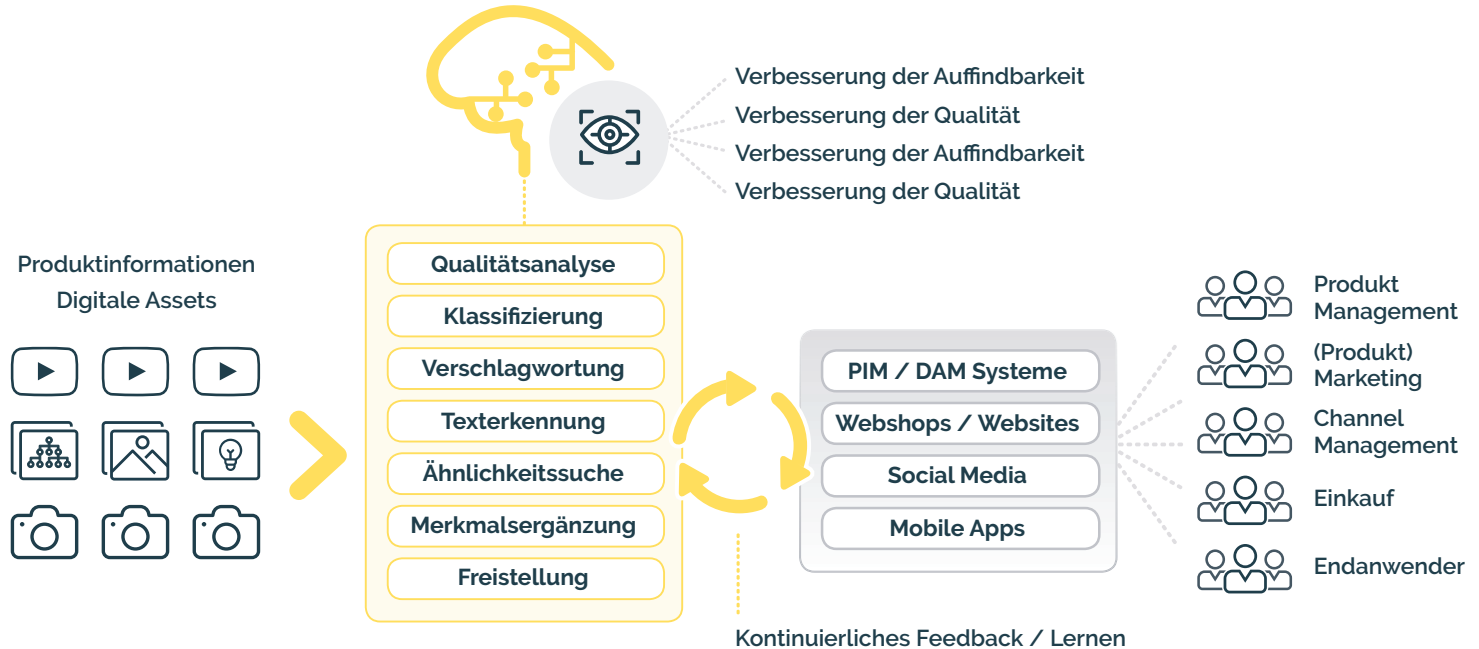 Verbesserung der Auffindbarkeit
Verbesserung der Qualität
Verbesserung der Auffindbarkeit
Verbesserung der Qualität
Produktinformationen
Digitale Assets
Qualitätsanalyse
Klassifizierung
Verschlagwortung
Texterkennung
Ähnlichkeitssuche
Merkmalsergänzung
Freistellung
PIM / DAM Systeme
Webshops / Websites
Social Media
Mobile Apps
Produkt
Management
(Produkt)
Marketing
Channel
Management
Einkauf
Endanwender
Kontinuierliches Feedback / Lernen